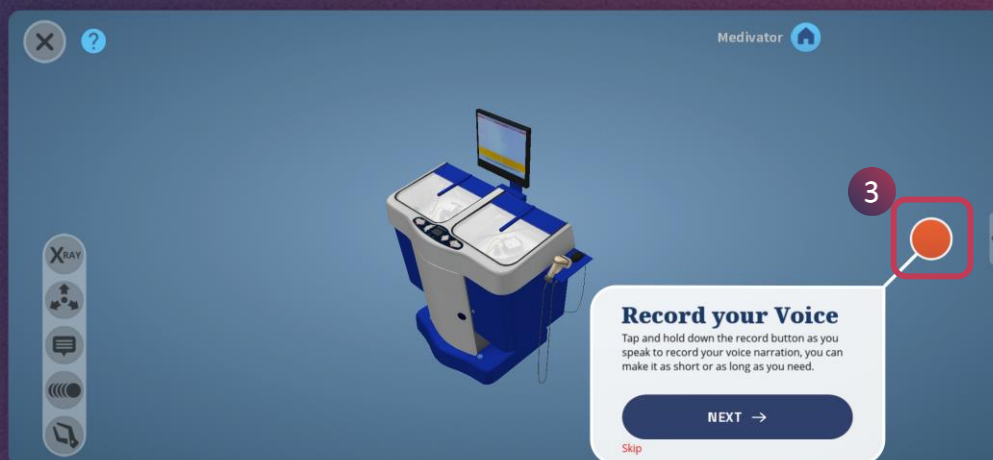 ?
Medivator
3
XRAY
Record your Voice
Tap and hold down the record button as you
speak to record your voice narration, you can
make it as short or as long as you need.
NEXT →
Skip